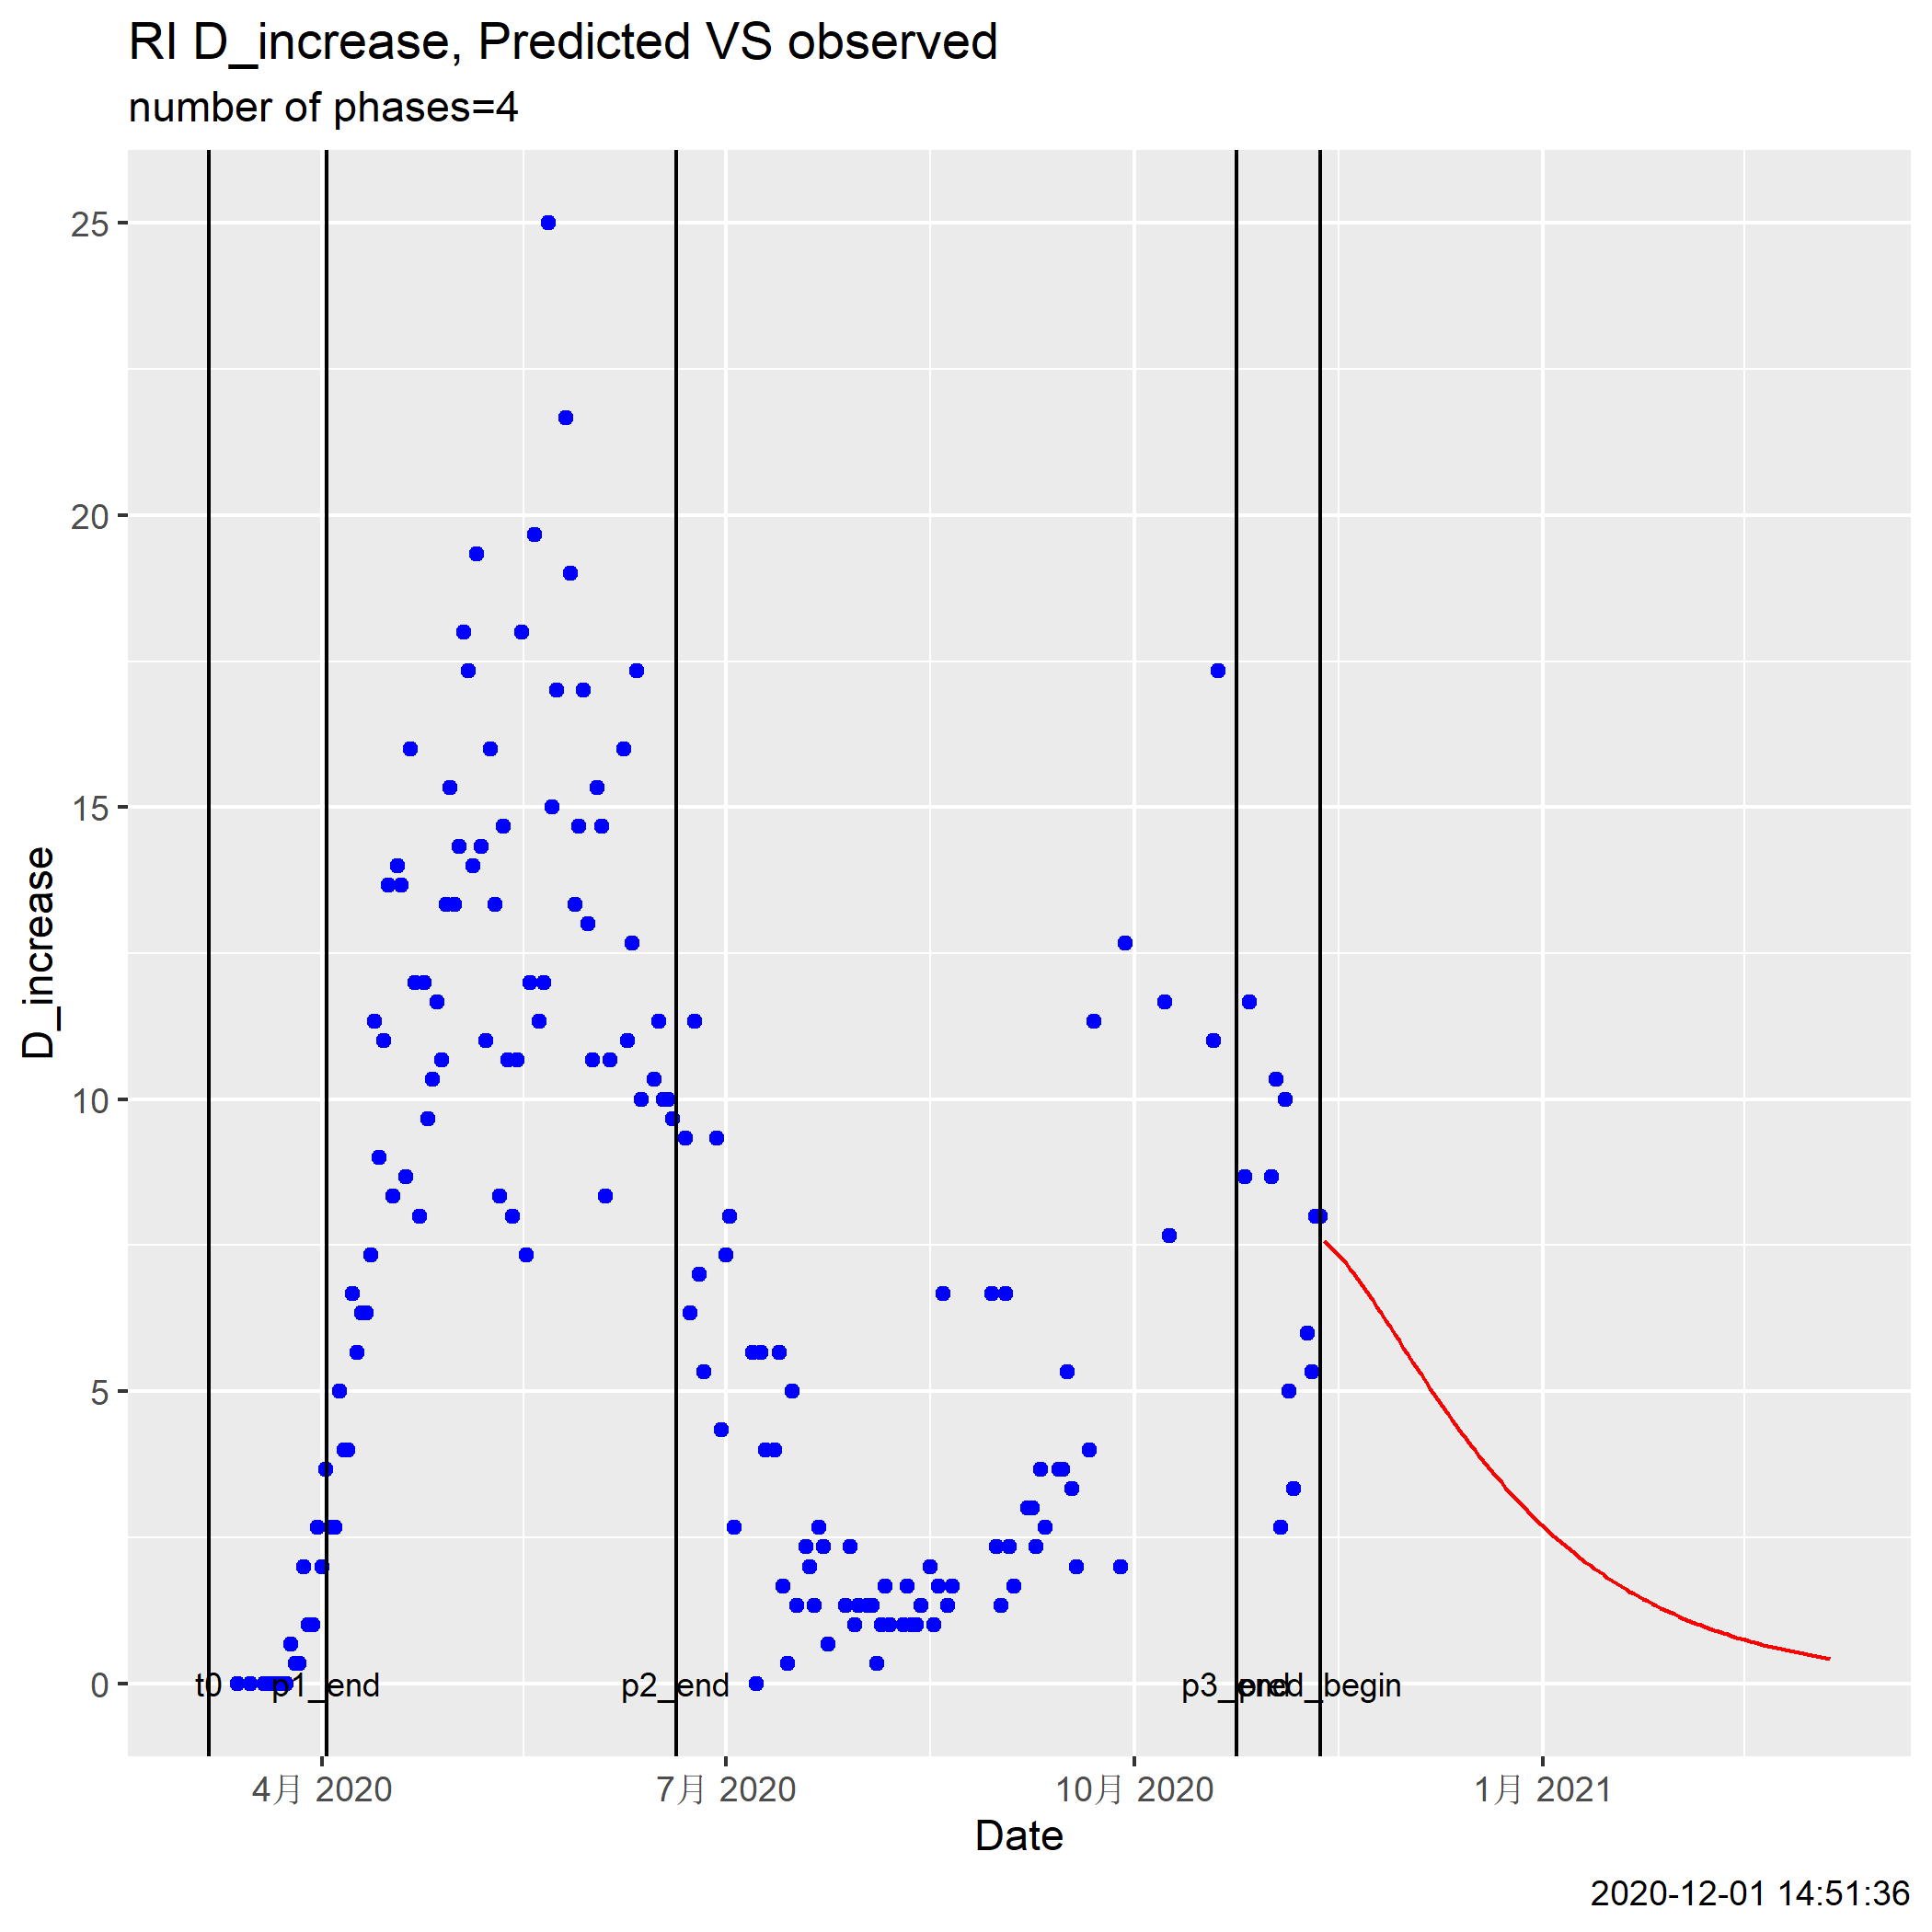 RI D_increase, Predicted VS observed
number of phases=4
D_increase
25
20
15
10
5
0
t0
p1_end
p2_end
p3_end
pred_begin
4月 2020
7月 2020
10月 2020
1月 2021
Date
2020-12-01 14:51:36